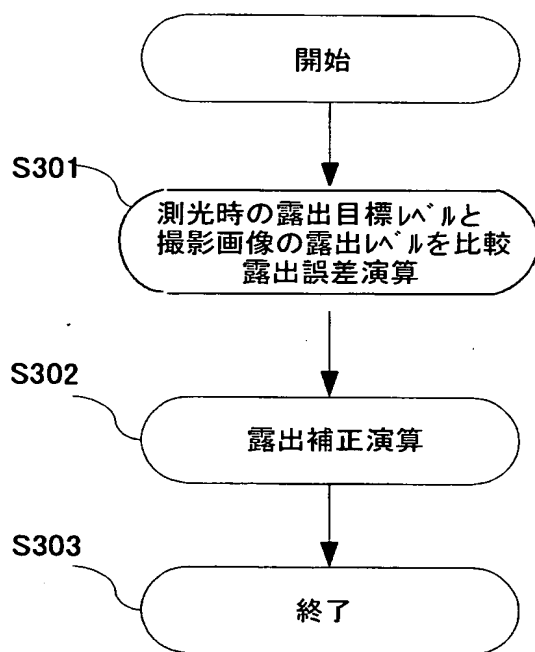 開始
S301
測光時の露出目標ﾚﾍﾞﾙと
撮影画像の露出ﾚﾍﾞﾙを比較
露出誤差演算
S302
露出補正演算
S303
終了